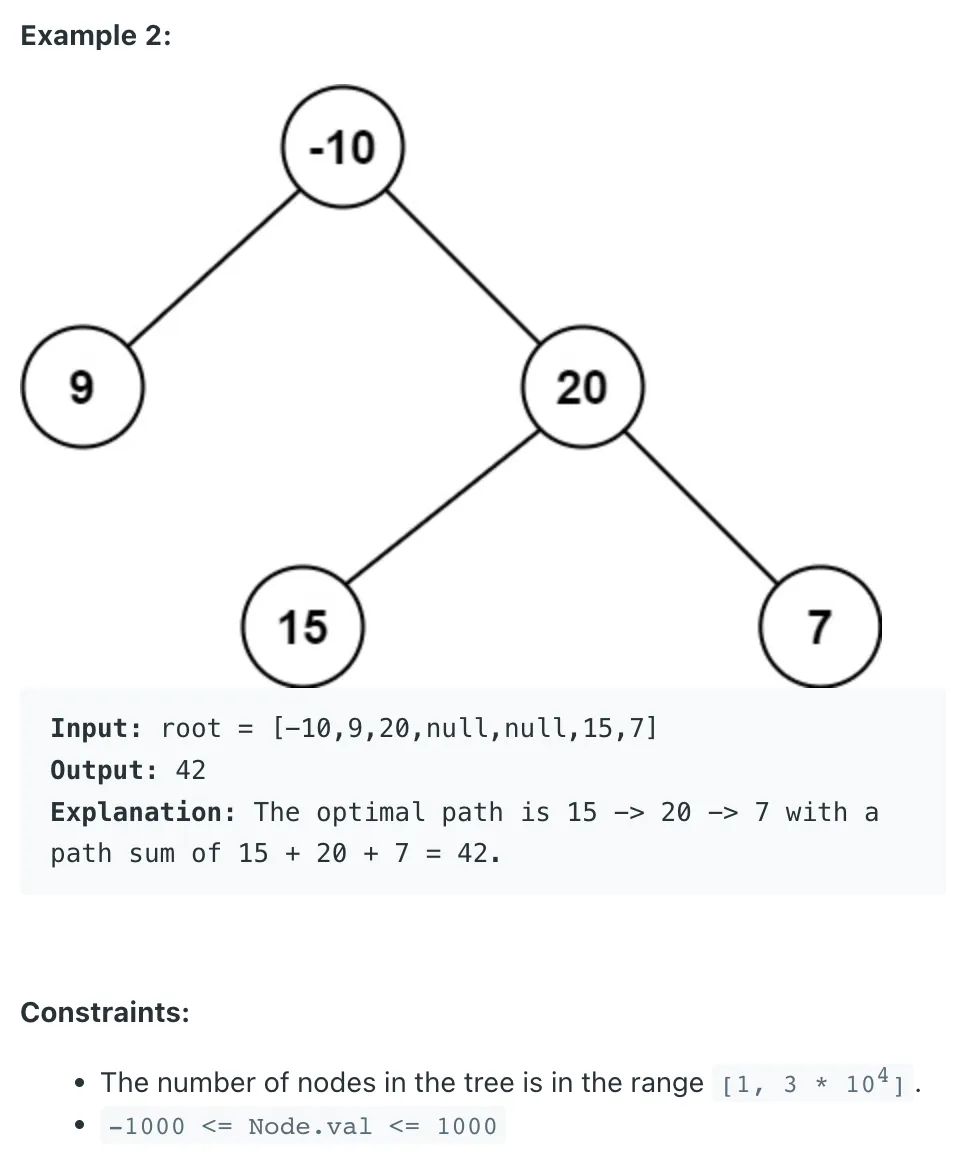 Example 2:
-10
9
20
15
7
Input: root = [-10,9,20,null,null,15,7]
Output: 42
Explanation: The optimal path is 15 -> 20 -> 7 with a
path sum of 15 + 20 + 7 = 42.
Constraints:
• The number of nodes in the tree is in the range [1, 3 * 10⁴].
• -1000 <= Node.val <= 1000